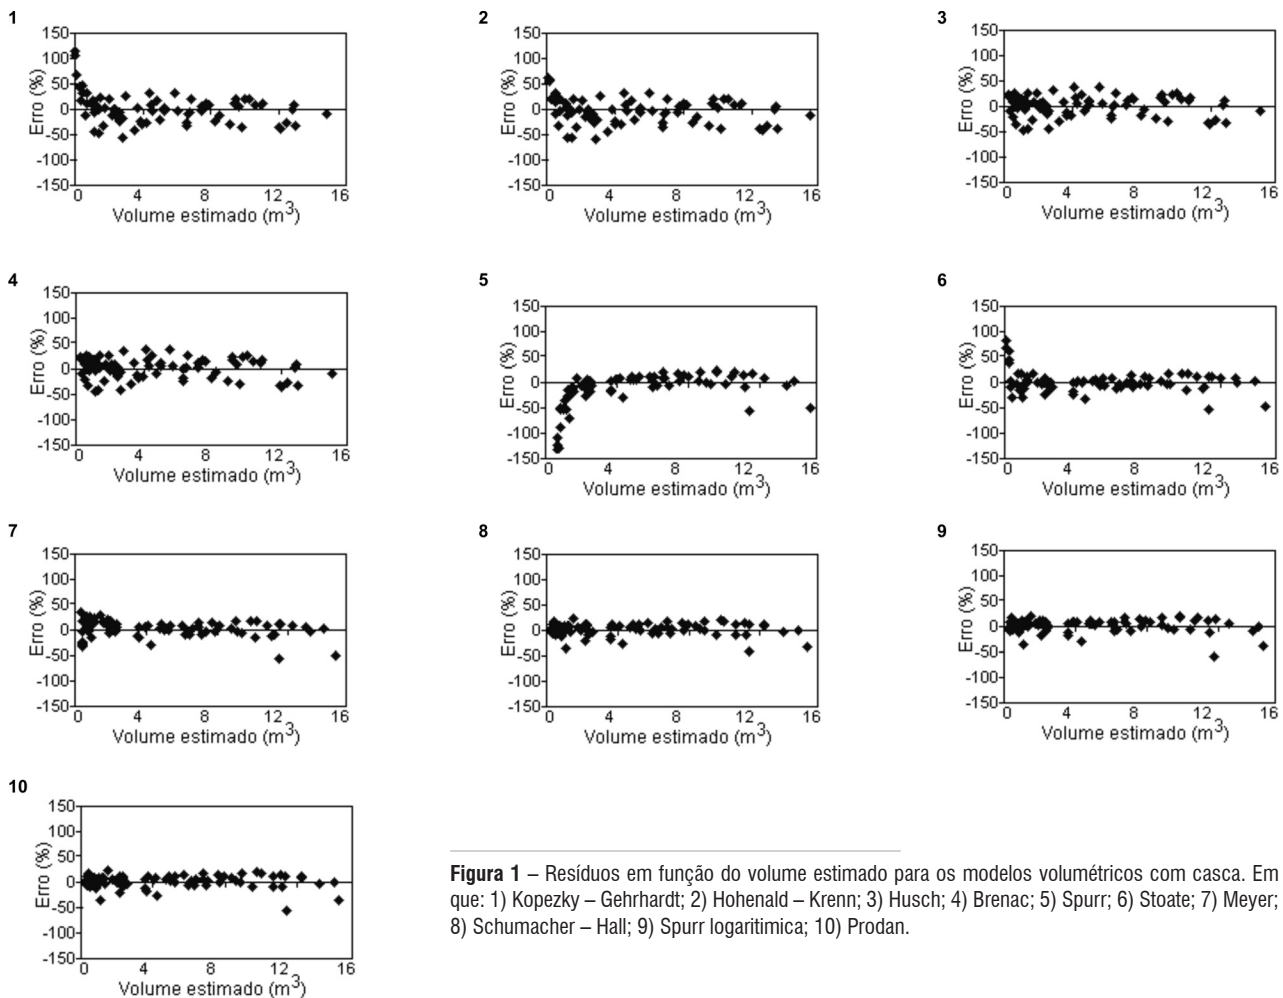 1
150
100
50
0
-50
-100
-150
Erro (%)
0 4 8 12 16
Volume estimado (m³)
2
150
100
50
0
-50
-100
-150
Erro (%)
0 4 8 12 16
Volume estimado (m³)
3
150
100
50
0
-50
-100
-150
Erro (%)
0 4 8 12 16
Volume estimado (m³)
4
150
100
50
0
-50
-100
-150
Erro (%)
0 4 8 12 16
Volume estimado (m³)
5
150
100
50
0
-50
-100
-150
Erro (%)
0 4 8 12 16
Volume estimado (m³)
6
150
100
50
0
-50
-100
-150
Erro (%)
0 4 8 12 16
Volume estimado (m³)
7
150
100
50
0
-50
-100
-150
Erro (%)
0 4 8 12 16
Volume estimado (m³)
8
150
100
50
0
-50
-100
-150
Erro (%)
0 4 8 12 16
Volume estimado (m³)
9
150
100
50
0
-50
-100
-150
Erro (%)
0 4 8 12 16
Volume estimado (m³)
10
150
100
50
0
-50
-100
-150
Erro (%)
0 4 8 12 16
Volume estimado (m³)
Figura 1 – Resíduos em função do volume estimado para os modelos volumétricos com casca. Em
que: 1) Kopezky – Gehrhardt; 2) Hohenald – Krenn; 3) Husch; 4) Brenac; 5) Spurr; 6) Stoate; 7) Meyer;
8) Schumacher – Hall; 9) Spurr logaritimica; 10) Prodan.